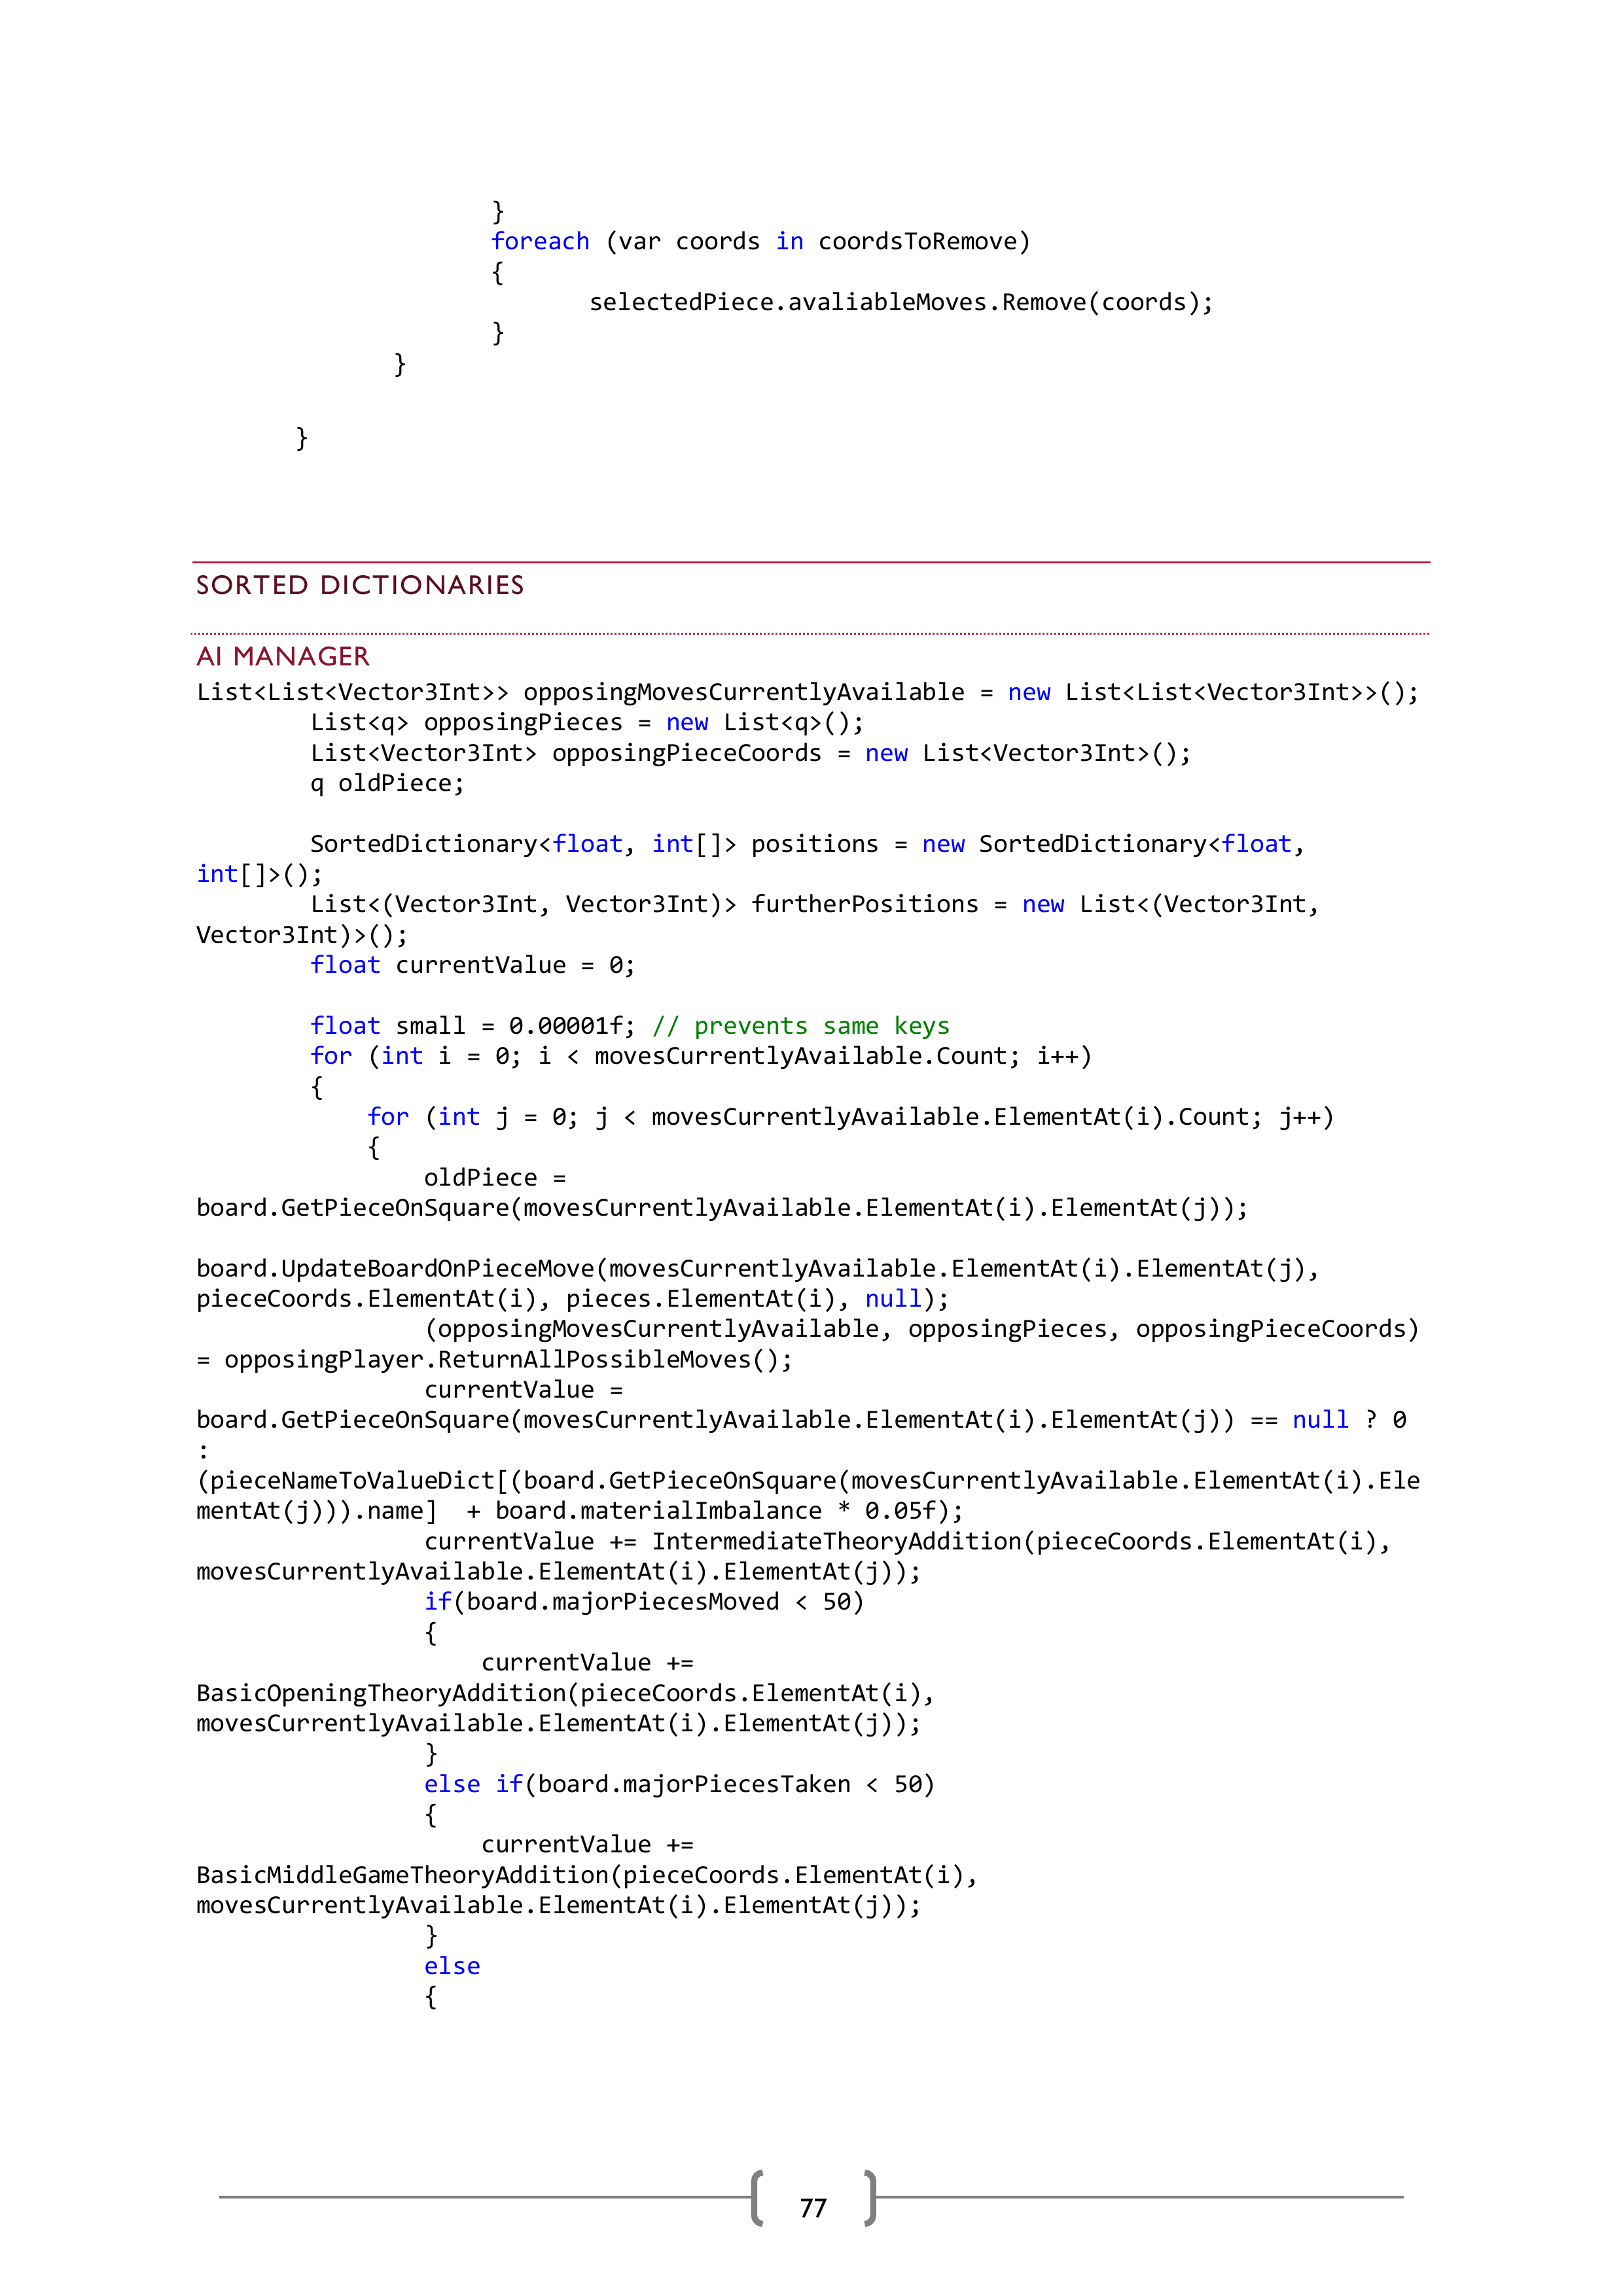 }
foreach (var coords in coordsToRemove)
{
selectedPiece.avaliableMoves.Remove(coords);
}
}
}
SORTED DICTIONARIES
AI MANAGER
List<List<Vector3Int>> opposingMovesCurrentlyAvailable = new List<List<Vector3Int>>();
List<q> opposingPieces = new List<q>();
List<Vector3Int> opposingPieceCoords = new List<Vector3Int>();
q oldPiece;
SortedDictionary<float, int[]> positions = new SortedDictionary<float,
int[]>();
List<(Vector3Int, Vector3Int)> furtherPositions = new List<(Vector3Int,
Vector3Int)>();
float currentValue = 0;
float small = 0.00001f; // prevents same keys
for (int i = 0; i < movesCurrentlyAvailable.Count; i++)
{
for (int j = 0; j < movesCurrentlyAvailable.ElementAt(i).Count; j++)
{
oldPiece =
board.GetPieceOnSquare(movesCurrentlyAvailable.ElementAt(i).ElementAt(j));
board.UpdateBoardOnPieceMove(movesCurrentlyAvailable.ElementAt(i).ElementAt(j),
pieceCoords.ElementAt(i), pieces.ElementAt(i), null);
(opposingMovesCurrentlyAvailable, opposingPieces, opposingPieceCoords)
= opposingPlayer.ReturnAllPossibleMoves();
currentValue =
board.GetPieceOnSquare(movesCurrentlyAvailable.ElementAt(i).ElementAt(j)) == null ? 0
:
(pieceNameToValueDict[(board.GetPieceOnSquare(movesCurrentlyAvailable.ElementAt(i).Ele
mentAt(j))).name]  + board.materialImbalance * 0.05f);
currentValue += IntermediateTheoryAddition(pieceCoords.ElementAt(i),
movesCurrentlyAvailable.ElementAt(i).ElementAt(j));
if(board.majorPiecesMoved < 50)
{
currentValue +=
BasicOpeningTheoryAddition(pieceCoords.ElementAt(i),
movesCurrentlyAvailable.ElementAt(i).ElementAt(j));
}
else if(board.majorPiecesTaken < 50)
{
currentValue +=
BasicMiddleGameTheoryAddition(pieceCoords.ElementAt(i),
movesCurrentlyAvailable.ElementAt(i).ElementAt(j));
}
else
{
77